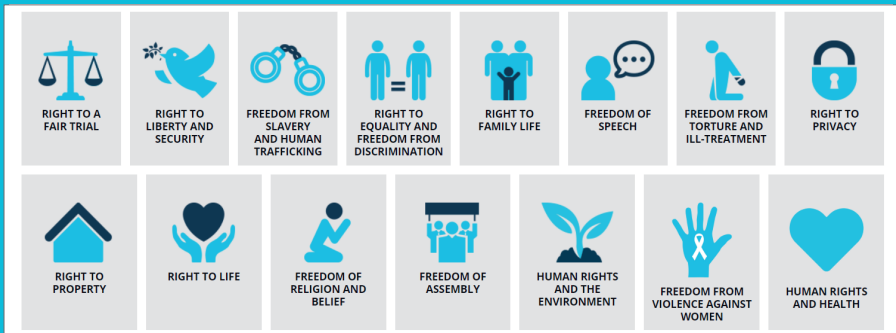 RIGHT TO A
FAIR TRIAL
RIGHT TO
LIBERTY AND
SECURITY
FREEDOM FROM
SLAVERY
AND HUMAN
TRAFFICKING
RIGHT TO
EQUALITY AND
FREEDOM FROM
DISCRIMINATION
RIGHT TO
FAMILY LIFE
FREEDOM OF
SPEECH
FREEDOM FROM
TORTURE AND
ILL-TREATMENT
RIGHT TO
PRIVACY
RIGHT TO
PROPERTY
RIGHT TO LIFE
FREEDOM OF
RELIGION AND
BELIEF
FREEDOM OF
ASSEMBLY
HUMAN RIGHTS
AND THE
ENVIRONMENT
FREEDOM FROM
VIOLENCE AGAINST
WOMEN
HUMAN RIGHTS
AND HEALTH